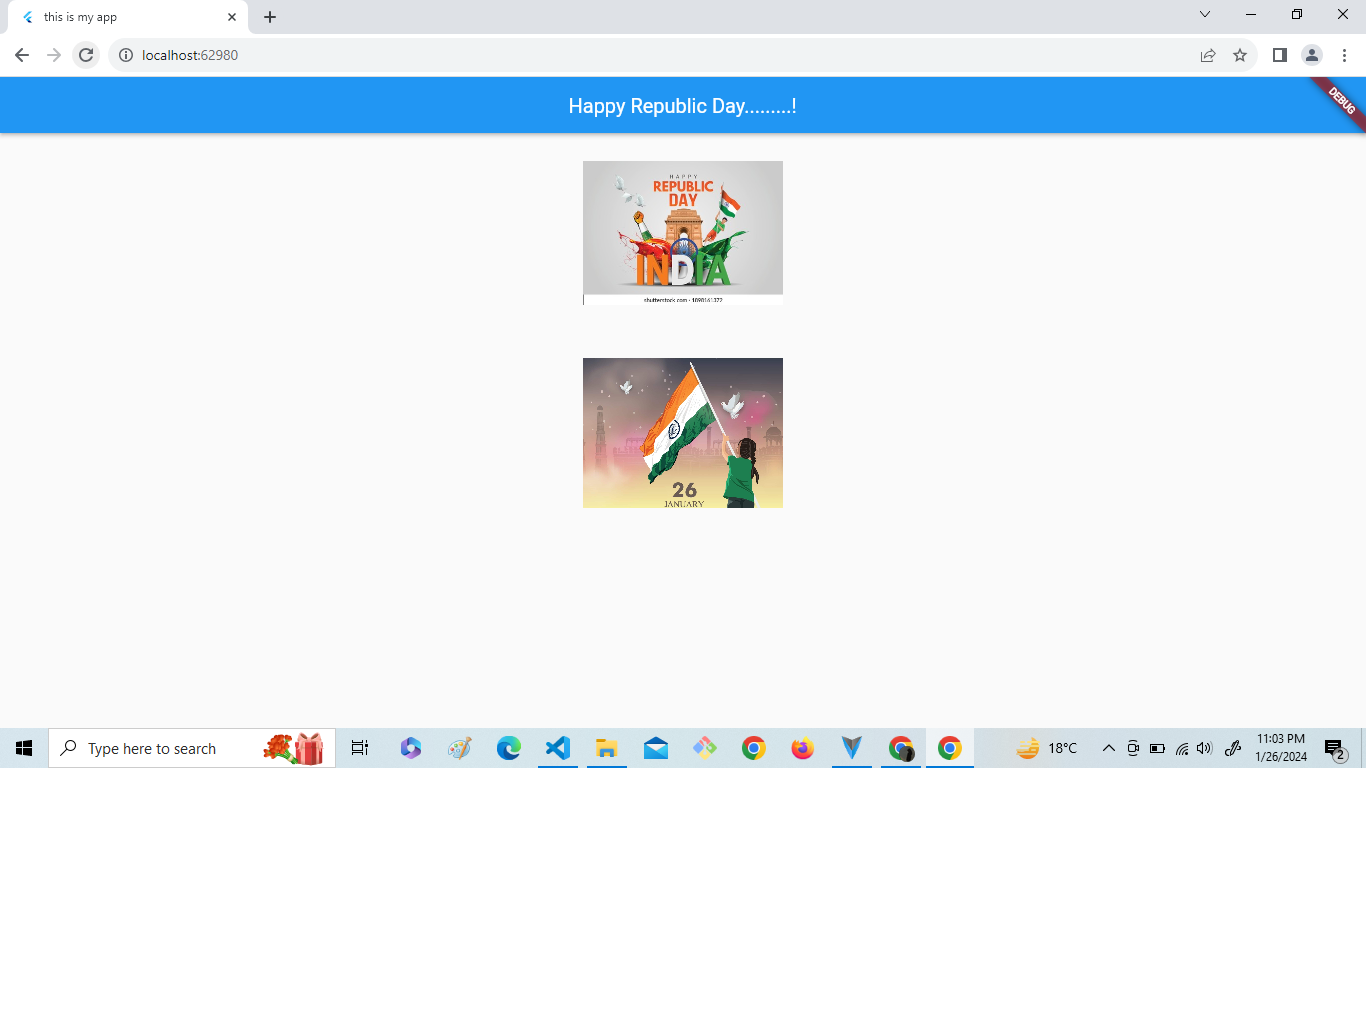 this is my app
localhost:62980
Happy Republic Day.........!
DEBUG
HAPPY
REPUBLIC
DAY
INDIA
shutterstock.com · 1898161372
26
JANUARY
Type here to search
18°C
11:03 PM
1/26/2024
2